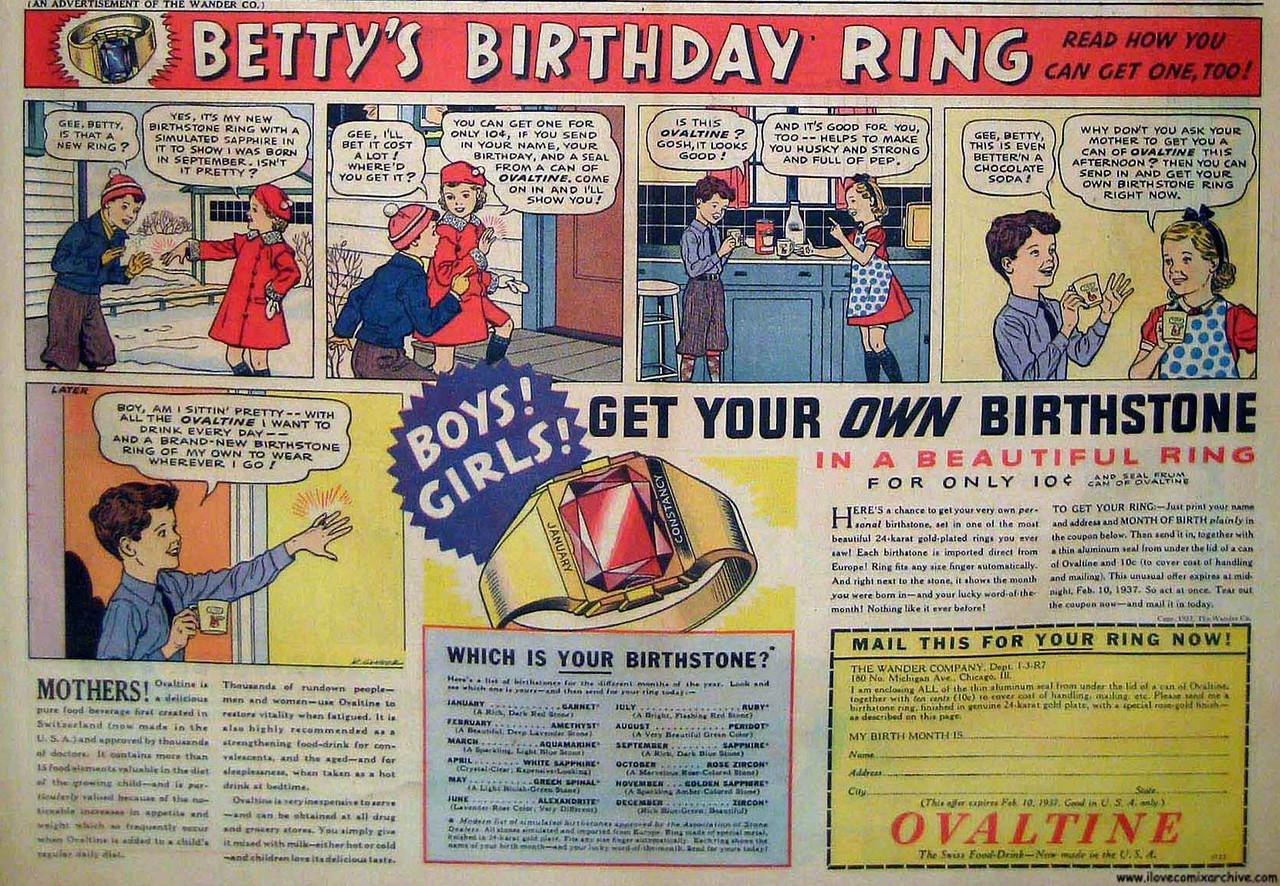 (AN ADVERTISEMENT OF THE WANDER CO.)
BETTY'S BIRTHDAY RING
READ HOW YOU
CAN GET ONE, TOO!
GEE, BETTY,
IS THAT A
NEW RING?
YES, IT'S MY NEW
BIRTHSTONE RING WITH A
SIMULATED SAPPHIRE IN
IT TO SHOW I WAS BORN
IN SEPTEMBER. ISN'T
IT PRETTY?
GEE, I'LL
BET IT COST
A LOT!
WHERE'D
YOU GET IT?
YOU CAN GET ONE FOR
ONLY 10¢, IF YOU SEND
IN YOUR NAME, YOUR
BIRTHDAY, AND A SEAL
FROM A CAN OF
OVALTINE. COME
ON IN AND I'LL
SHOW YOU!
IS THIS
OVALTINE?
GOSH, IT LOOKS
GOOD!
AND IT'S GOOD FOR YOU,
TOO -- HELPS TO MAKE
YOU HUSKY AND STRONG
AND FULL OF PEP.
GEE, BETTY,
THIS IS EVEN
BETTER'N A
CHOCOLATE
SODA!
WHY DON'T YOU ASK YOUR
MOTHER TO GET YOU A
CAN OF OVALTINE THIS
AFTERNOON? THEN YOU CAN
SEND IN AND GET YOUR
OWN BIRTHSTONE RING
RIGHT NOW.
LATER
BOY, AM I SITTIN' PRETTY -- WITH
ALL THE OVALTINE I WANT TO
DRINK EVERY DAY --
AND A BRAND-NEW BIRTHSTONE
RING OF MY OWN TO WEAR
WHEREVER I GO!
BOYS!
GIRLS!
GET YOUR OWN BIRTHSTONE
IN A BEAUTIFUL RING
FOR ONLY 10¢ AND SEAL FROM
CAN OF OVALTINE
JANUARY
CONSTANCY
HERE'S a chance to get your very own per-
sonal birthstone, set in one of the most
beautiful 24-karat gold-plated rings you ever
saw! Each birthstone is imported direct from
Europe! Ring fits any size finger automatically.
And right next to the stone, it shows the month
you were born in—and your lucky word-of-the-
month! Nothing like it ever before!
TO GET YOUR RING:—Just print your name
and address and MONTH OF BIRTH plainly in
the coupon below. Then send it in, together with
a thin aluminum seal from under the lid of a can
of Ovaltine and 10c (to cover cost of handling
and mailing). This unusual offer expires at mid-
night, Feb. 10, 1937. So act at once. Tear out
the coupon now—and mail it in today.
Copr. 1937, The Wander Co.
MOTHERS! Ovaltine is
a delicious
pure food beverage first created in
Switzerland (now made in the
U. S. A.) and approved by thousands
of doctors. It contains more than
15 food elements valuable in the diet
of the growing child—and is par-
ticularly valued because of the no-
ticeable increases in appetite and
weight which so frequently occur
when Ovaltine is added to a child's
regular daily diet.
Thousands of rundown people—
men and women—use Ovaltine to
restore vitality when fatigued. It is
also highly recommended as a
strengthening food-drink for con-
valescents, and the aged—and for
sleeplessness, when taken as a hot
drink at bedtime.
Ovaltine is very inexpensive to serve
—and can be obtained at all drug
and grocery stores. You simply give
it mixed with milk—either hot or cold
—and children love its delicious taste.
WHICH IS YOUR BIRTHSTONE?*
Here's a list of birthstones for the different months of the year. Look and
see which one is yours—and then send for your ring today:—
JANUARY ........ GARNET*
(A Rich, Dark Red Stone)
FEBRUARY ........ AMETHYST*
(A Beautiful, Deep Lavender Stone)
MARCH ........ AQUAMARINE*
(A Sparkling, Light Blue Stone)
APRIL ........ WHITE SAPPHIRE*
(Crystal-Clear; Expensive-Looking)
MAY ........ GREEN SPINAL*
(A Light Bluish-Green Stone)
JUNE ........ ALEXANDRITE*
(Lavender-Rose Color; Very Different)
JULY ........ RUBY*
(A Bright, Flashing Red Stone)
AUGUST ........ PERIDOT*
(A Very Beautiful Green Color)
SEPTEMBER ........ SAPPHIRE*
(A Rich, Dark Blue Stone)
OCTOBER ........ ROSE ZIRCON*
(A Marvelous Rose-Colored Stone)
NOVEMBER ... GOLDEN SAPPHIRE*
(A Sparkling Amber-Colored Stone)
DECEMBER ........ ZIRCON*
(Rich Blue-Green; Beautiful)
* Modern list of simulated birthstones approved by the Association of Stone
Dealers. All stones simulated and imported from Europe. Ring made of special metal,
finished in 24-karat gold plate. Fits any size finger automatically. Each ring shows the
name of your birth month—and your lucky word-of-the-month. Send for yours today!
MAIL THIS FOR YOUR RING NOW!
THE WANDER COMPANY, Dept. 1-3-R7
180 No. Michigan Ave., Chicago, Ill.
I am enclosing ALL of the thin aluminum seal from under the lid of a can of Ovaltine,
together with ten cents (10c) to cover cost of handling, mailing, etc. Please send me a
birthstone ring, finished in genuine 24-karat gold plate, with a special rose-gold finish—
as described on this page.
MY BIRTH MONTH IS
Name
Address
City State
(This offer expires Feb. 10, 1937. Good in U. S. A. only)
OVALTINE
The Swiss Food-Drink—Now made in the U. S. A.
www.ilovecomixarchive.com